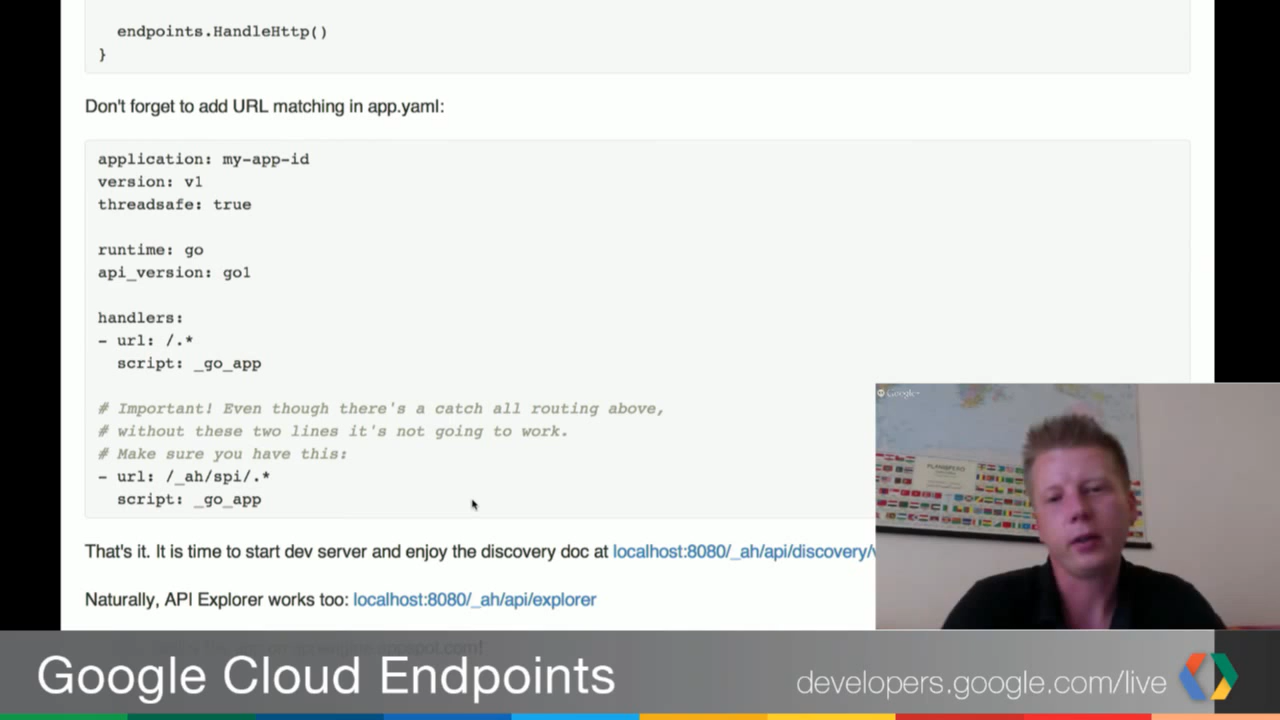 endpoints.HandleHttp()
}
Don't forget to add URL matching in app.yaml:
application: my-app-id
version: v1
threadsafe: true
runtime: go
api_version: go1
handlers:
- url: /.*
script: _go_app
# Important! Even though there's a catch all routing above,
# without these two lines it's not going to work.
# Make sure you have this:
- url: /_ah/spi/.*
script: _go_app
That's it. It is time to start dev server and enjoy the discovery doc at localhost:8080/_ah/api/discovery/
Naturally, API Explorer works too: localhost:8080/_ah/api/explorer
Google+
Google Cloud Endpoints
developers.google.com/live